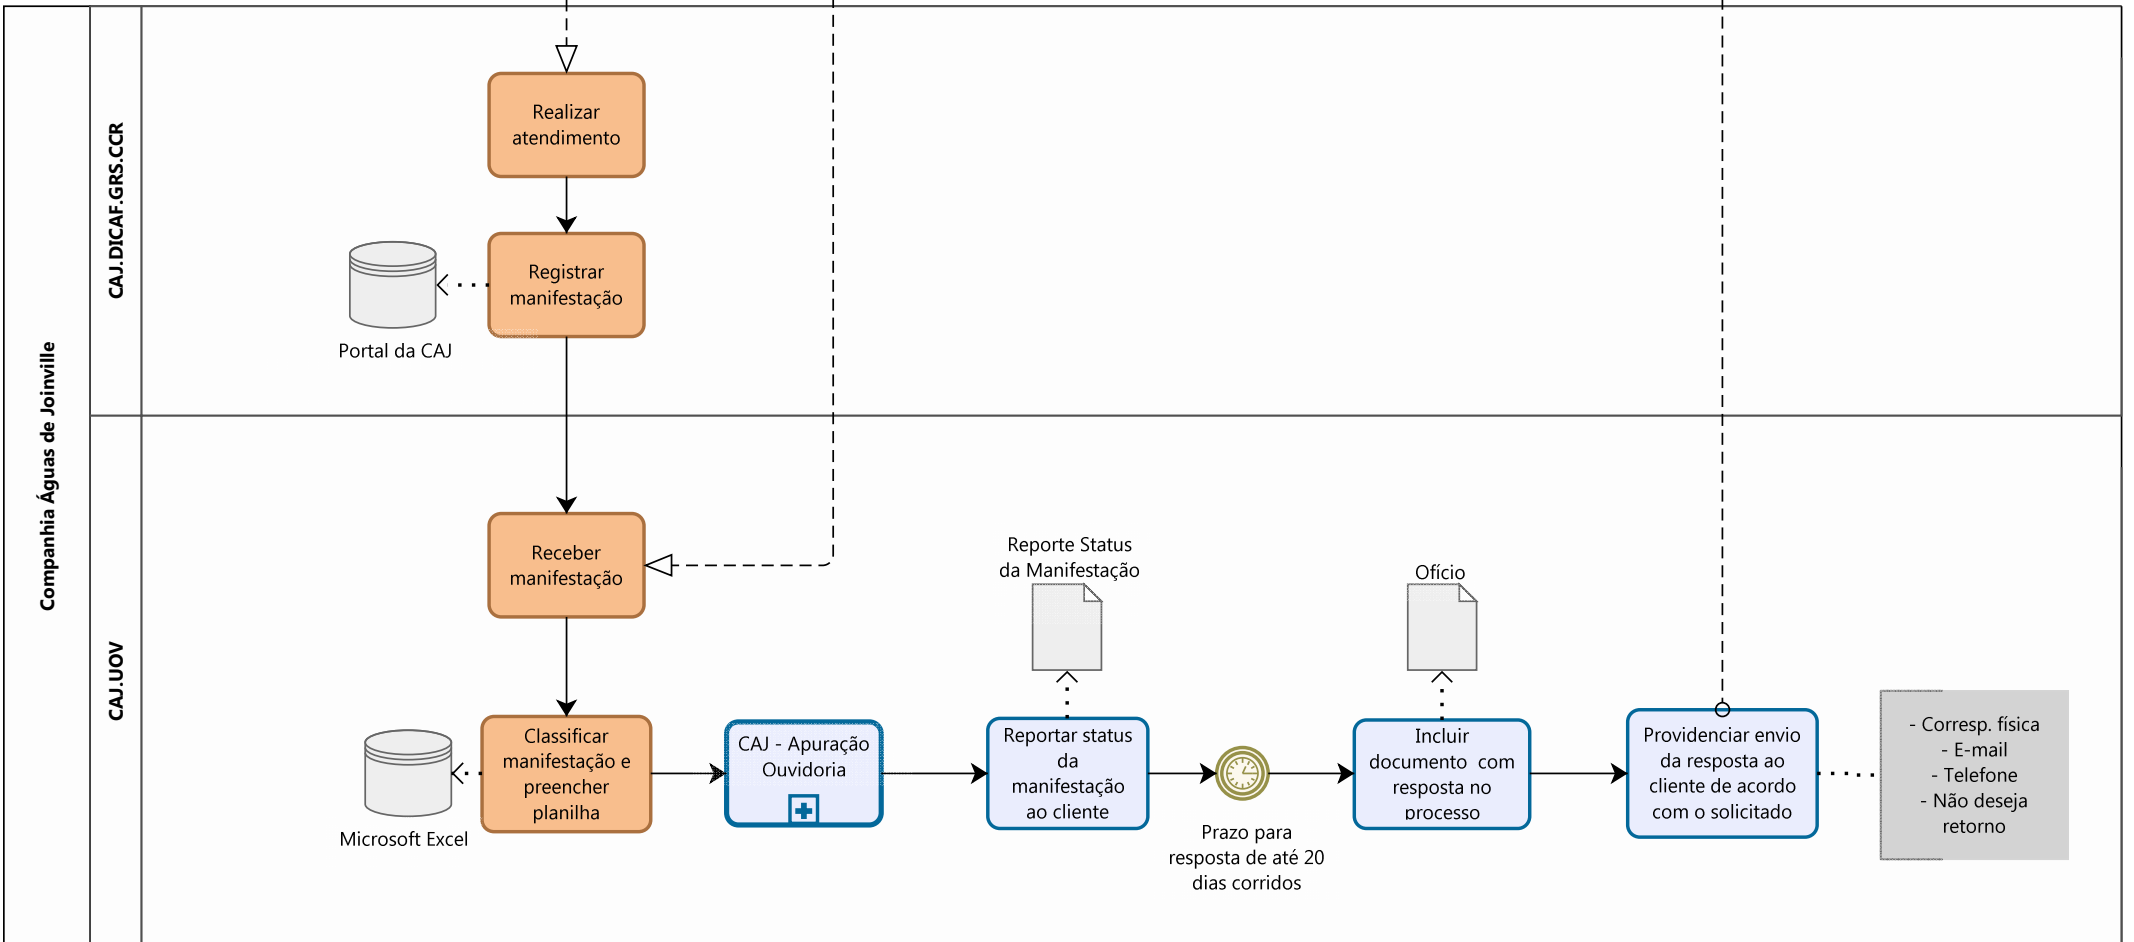 Companhia Águas de Joinville
CAJ.DICAF.GRS.CCR
Realizar
atendimento
Registrar
manifestação
Portal da CAJ
CAJ.UOV
Receber
manifestação
Classificar
manifestação e
preencher
planilha
Microsoft Excel
CAJ - Apuração
Ouvidoria
Reporte Status
da Manifestação
Reportar status
da
manifestação
ao cliente
Prazo para
resposta de até 20
dias corridos
Ofício
Incluir
documento com
resposta no
processo
Providenciar envio
da resposta ao
cliente de acordo
com o solicitado
- Corresp. física
- E-mail
- Telefone
- Não deseja
retorno